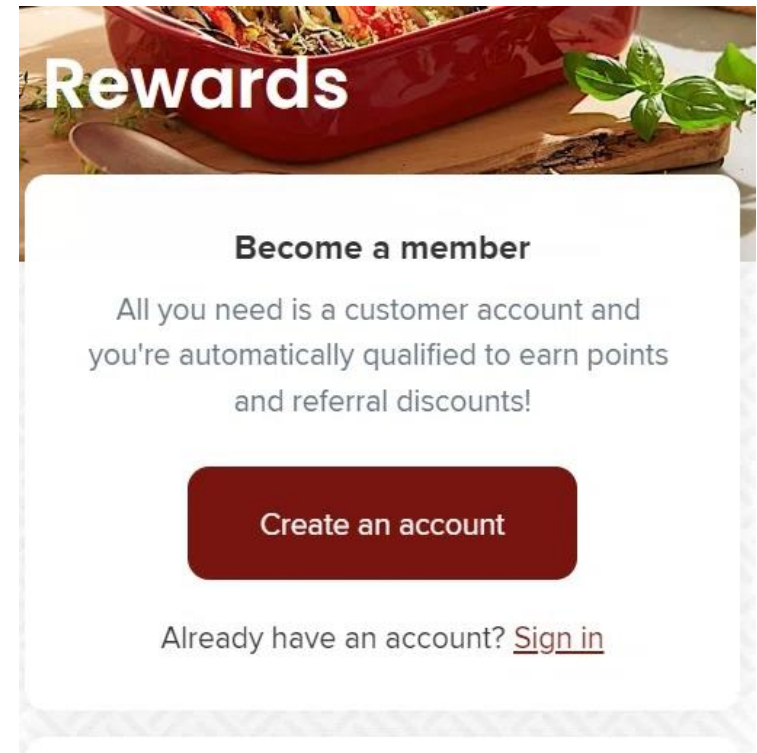 Rewards
Become a member
All you need is a customer account and
you're automatically qualified to earn points
and referral discounts!
Create an account
Already have an account? Sign in